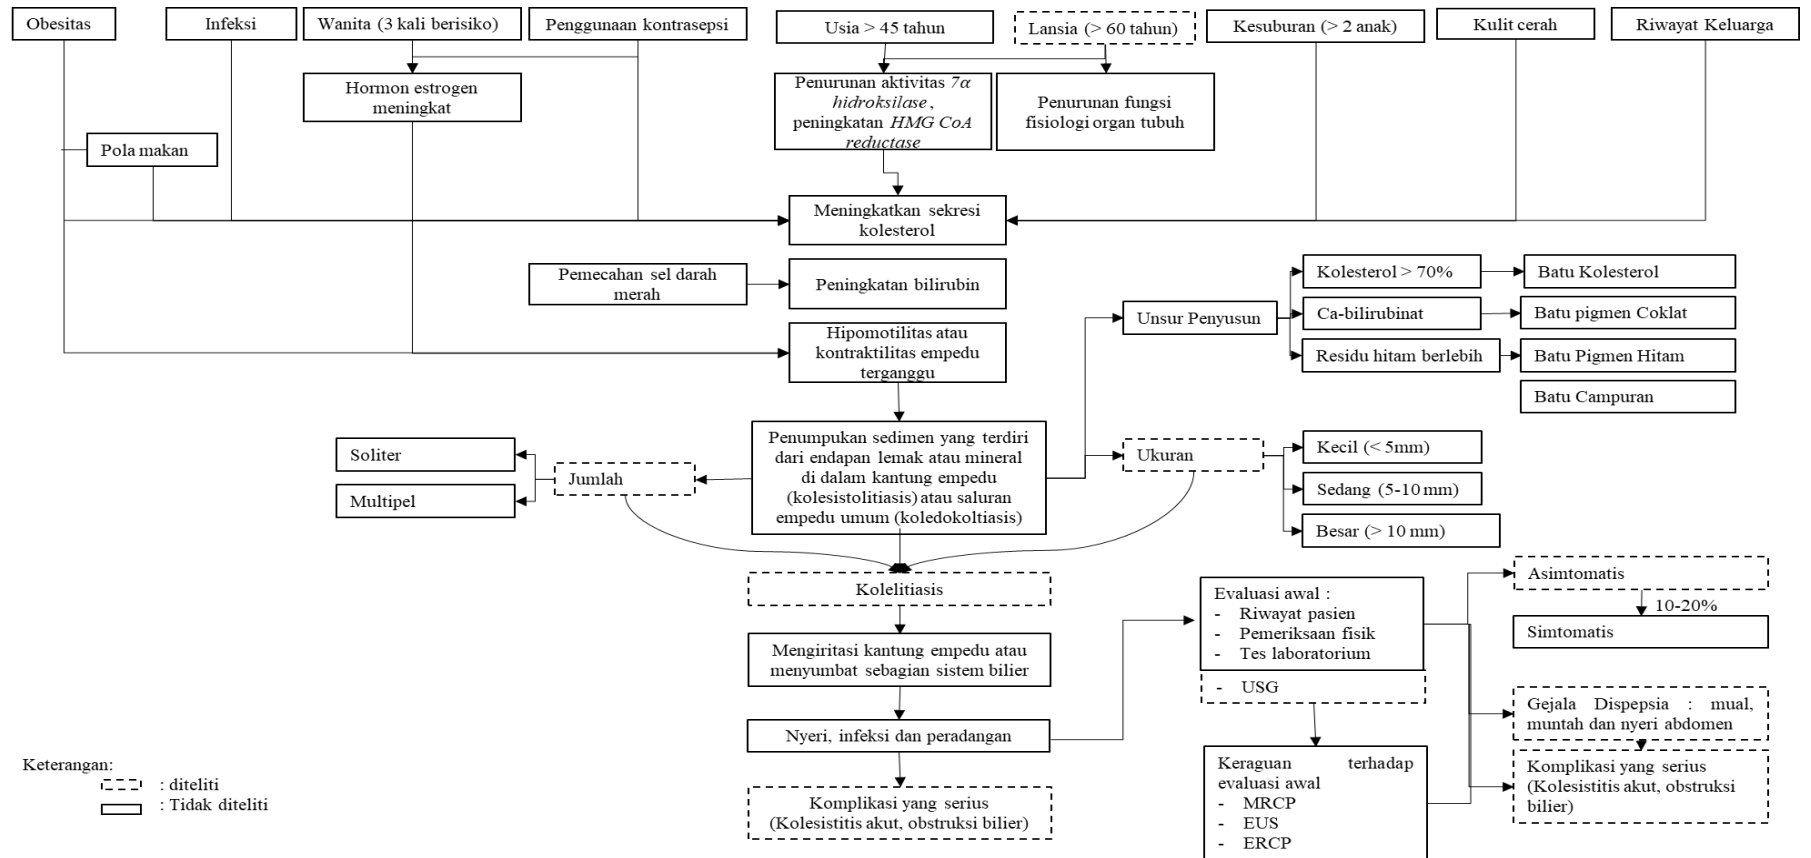 Obesitas
Infeksi
Wanita (3 kali berisiko)
Penggunaan kontrasepsi
Usia > 45 tahun
Lansia (> 60 tahun)
Kesuburan (> 2 anak)
Kulit cerah
Riwayat Keluarga
Hormon estrogen
meningkat
Penurunan aktivitas 7α
hidroksilase,
peningkatan HMG CoA
reductase
Penurunan fungsi
fisiologi organ tubuh
Pola makan
Meningkatkan sekresi
kolesterol
Pemecahan sel darah
merah
Peningkatan bilirubin
Hipomotilitas atau
kontraktilitas empedu
terganggu
Unsur Penyusun
Kolesterol > 70%
Batu Kolesterol
Ca-bilirubinat
Batu pigmen Coklat
Residu hitam berlebih
Batu Pigmen Hitam
Batu Campuran
Penumpukan sedimen yang terdiri
dari endapan lemak atau mineral
di dalam kantung empedu
(kolesistolitiasis) atau saluran
empedu umum (koledokoltiasis)
Soliter
Multipel
Jumlah
Ukuran
Kecil (< 5mm)
Sedang (5-10 mm)
Besar (> 10 mm)
Kolelitiasis
Mengiritasi kantung empedu atau
menyumbat sebagian sistem bilier
Nyeri, infeksi dan peradangan
Komplikasi yang serius
(Kolesistitis akut, obstruksi bilier)
Evaluasi awal :
- Riwayat pasien
- Pemeriksaan fisik
- Tes laboratorium
- USG
Keraguan terhadap
evaluasi awal
- MRCP
- EUS
- ERCP
Asimtomatis
10-20%
Simtomatis
Gejala Dispepsia : mual,
muntah dan nyeri abdomen
Komplikasi yang serius
(Kolesistitis akut, obstruksi
bilier)
Keterangan:
: diteliti
: Tidak diteliti